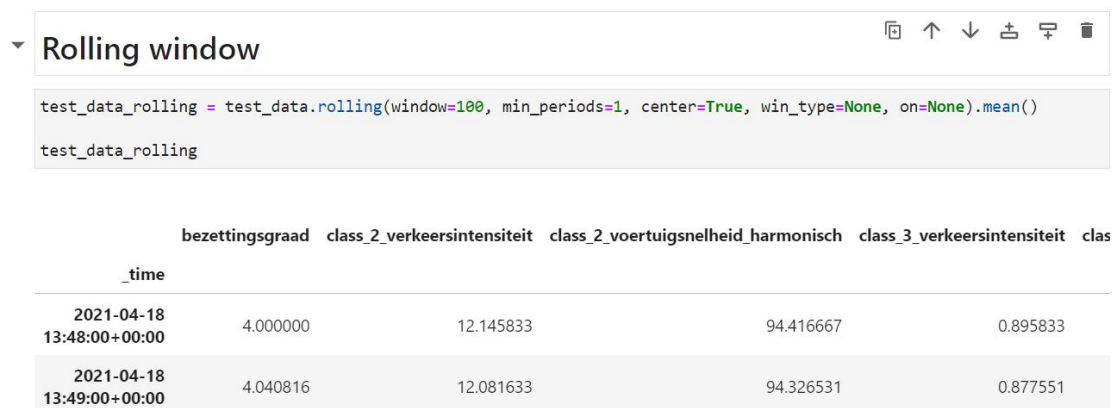 Rolling window
test_data_rolling = test_data.rolling(window=100, min_periods=1, center=True, win_type=None, on=None).mean()
test_data_rolling
bezettingsgraad class_2_verkeersintensiteit class_2_voertuigsnelheid_harmonisch class_3_verkeersintensiteit clas
_time
2021-04-18
13:48:00+00:00 4.000000 12.145833 94.416667 0.895833
2021-04-18
13:49:00+00:00 4.040816 12.081633 94.326531 0.877551